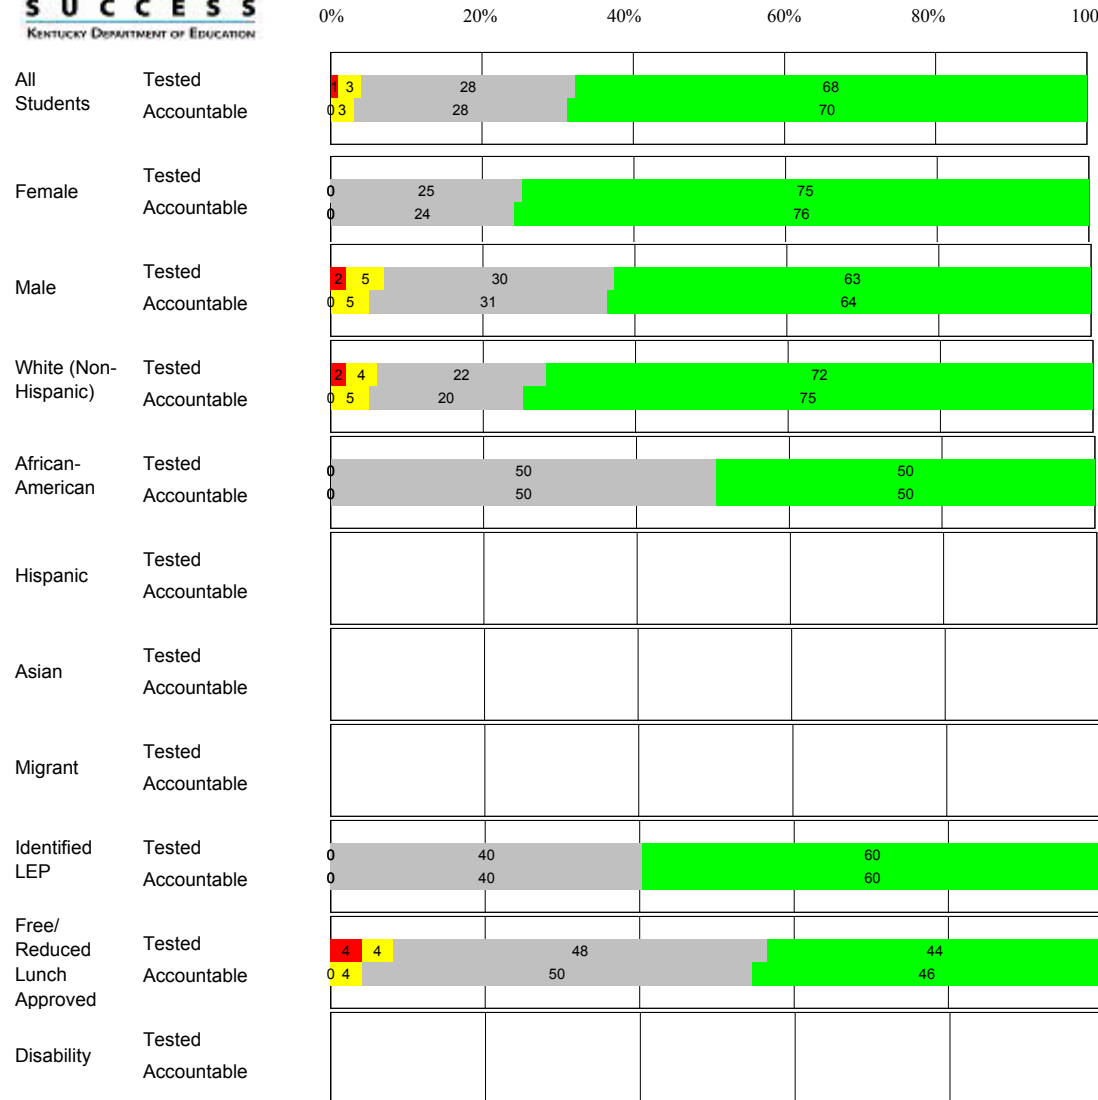 SUCCESS
KENTUCKY DEPARTMENT OF EDUCATION
0% 20% 40% 60% 80% 100
All Students
Tested 1 3 28 68
Accountable 0 3 28 70
Female
Tested 0 25 75
Accountable 0 24 76
Male
Tested 2 5 30 63
Accountable 0 5 31 64
White (Non-
Hispanic)
Tested 2 4 22 72
Accountable 0 5 20 75
African-
American
Tested 0 50 50
Accountable 0 50 50
Hispanic
Tested
Accountable
Asian
Tested
Accountable
Migrant
Tested
Accountable
Identified
LEP
Tested 0 40 60
Accountable 0 40 60
Free/
Reduced
Lunch
Approved
Tested 4 4 48 44
Accountable 0 4 50 46
Disability
Tested
Accountable